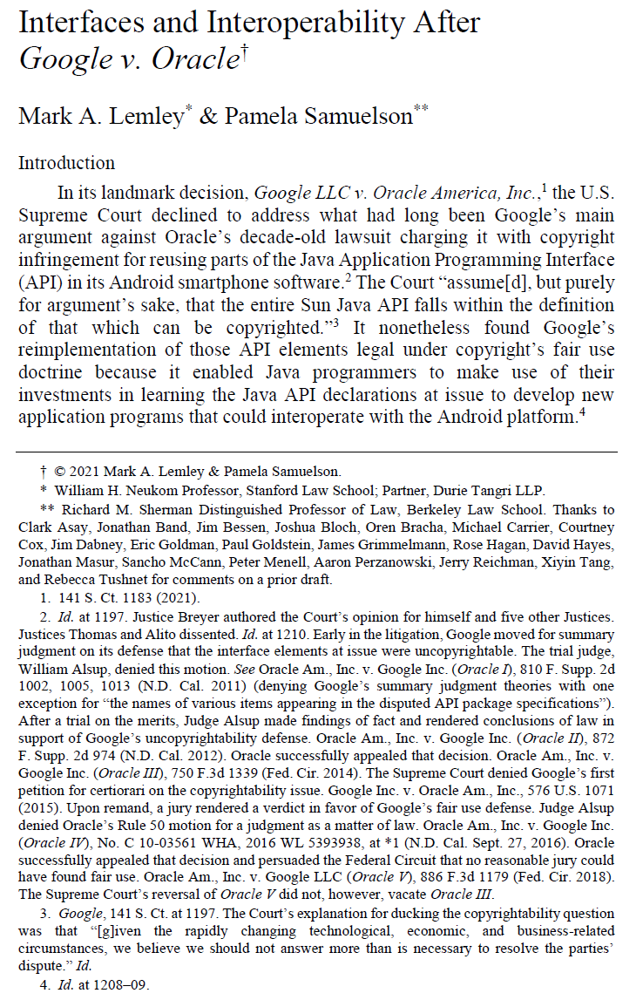 Interfaces and Interoperability After
Google v. Oracle†
Mark A. Lemley* & Pamela Samuelson**
Introduction
In its landmark decision, Google LLC v. Oracle America, Inc.,1 the U.S.
Supreme Court declined to address what had long been Google’s main
argument against Oracle’s decade-old lawsuit charging it with copyright
infringement for reusing parts of the Java Application Programming Interface
(API) in its Android smartphone software.2 The Court “assume[d], but purely
for argument’s sake, that the entire Sun Java API falls within the definition
of that which can be copyrighted.”3 It nonetheless found Google’s
reimplementation of those API elements legal under copyright’s fair use
doctrine because it enabled Java programmers to make use of their
investments in learning the Java API declarations at issue to develop new
application programs that could interoperate with the Android platform.4
† © 2021 Mark A. Lemley & Pamela Samuelson.
* William H. Neukom Professor, Stanford Law School; Partner, Durie Tangri LLP.
** Richard M. Sherman Distinguished Professor of Law, Berkeley Law School. Thanks to
Clark Asay, Jonathan Band, Jim Bessen, Joshua Bloch, Oren Bracha, Michael Carrier, Courtney
Cox, Jim Dabney, Eric Goldman, Paul Goldstein, James Grimmelmann, Rose Hagan, David Hayes,
Jonathan Masur, Sancho McCann, Peter Menell, Aaron Perzanowski, Jerry Reichman, Xiyin Tang,
and Rebecca Tushnet for comments on a prior draft.
1. 141 S. Ct. 1183 (2021).
2. Id. at 1197. Justice Breyer authored the Court’s opinion for himself and five other Justices.
Justices Thomas and Alito dissented. Id. at 1210. Early in the litigation, Google moved for summary
judgment on its defense that the interface elements at issue were uncopyrightable. The trial judge,
William Alsup, denied this motion. See Oracle Am., Inc. v. Google Inc. (Oracle I), 810 F. Supp. 2d
1002, 1005, 1013 (N.D. Cal. 2011) (denying Google’s summary judgment theories with one
exception for “the names of various items appearing in the disputed API package specifications”).
After a trial on the merits, Judge Alsup made findings of fact and rendered conclusions of law in
support of Google’s uncopyrightability defense. Oracle Am., Inc. v. Google Inc. (Oracle II), 872
F. Supp. 2d 974 (N.D. Cal. 2012). Oracle successfully appealed that decision. Oracle Am., Inc. v.
Google Inc. (Oracle III), 750 F.3d 1339 (Fed. Cir. 2014). The Supreme Court denied Google’s first
petition for certiorari on the copyrightability issue. Google Inc. v. Oracle Am., Inc., 576 U.S. 1071
(2015). Upon remand, a jury rendered a verdict in favor of Google’s fair use defense. Judge Alsup
denied Oracle’s Rule 50 motion for a judgment as a matter of law. Oracle Am., Inc. v. Google Inc.
(Oracle IV), No. C 10-03561 WHA, 2016 WL 5393938, at *1 (N.D. Cal. Sept. 27, 2016). Oracle
successfully appealed that decision and persuaded the Federal Circuit that no reasonable jury could
have found fair use. Oracle Am., Inc. v. Google LLC (Oracle V), 886 F.3d 1179 (Fed. Cir. 2018).
The Supreme Court’s reversal of Oracle V did not, however, vacate Oracle III.
3. Google, 141 S. Ct. at 1197. The Court’s explanation for ducking the copyrightability question
was that “[g]iven the rapidly changing technological, economic, and business-related
circumstances, we believe we should not answer more than is necessary to resolve the parties’
dispute.” Id.
4. Id. at 1208–09.